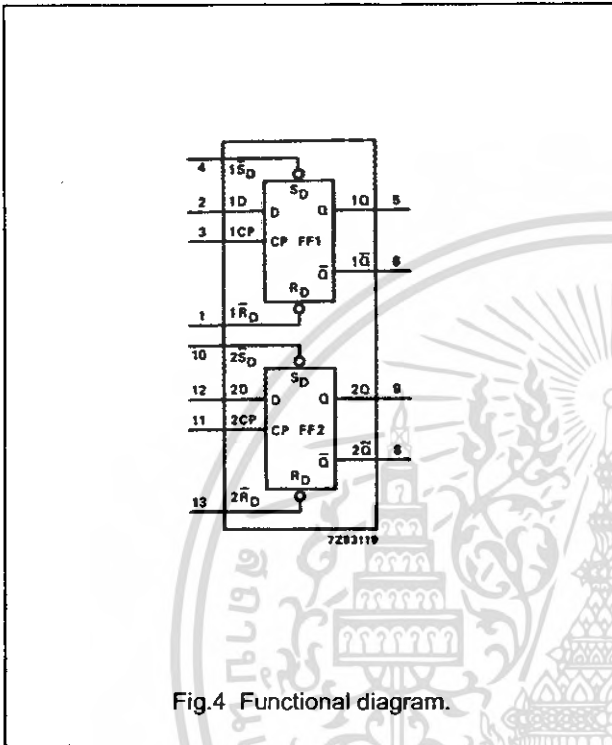 4 1S̅D
SD
2 1D D Q 1Q 5
3 1CP CP FF1
Q̅ 1Q̅ 6
RD
1 1R̅D
10 2S̅D
SD
12 2D D Q 2Q 9
11 2CP CP FF2
Q̅ 2Q̅ 8
RD
13 2R̅D
7Z93119
Fig.4 Functional diagram.